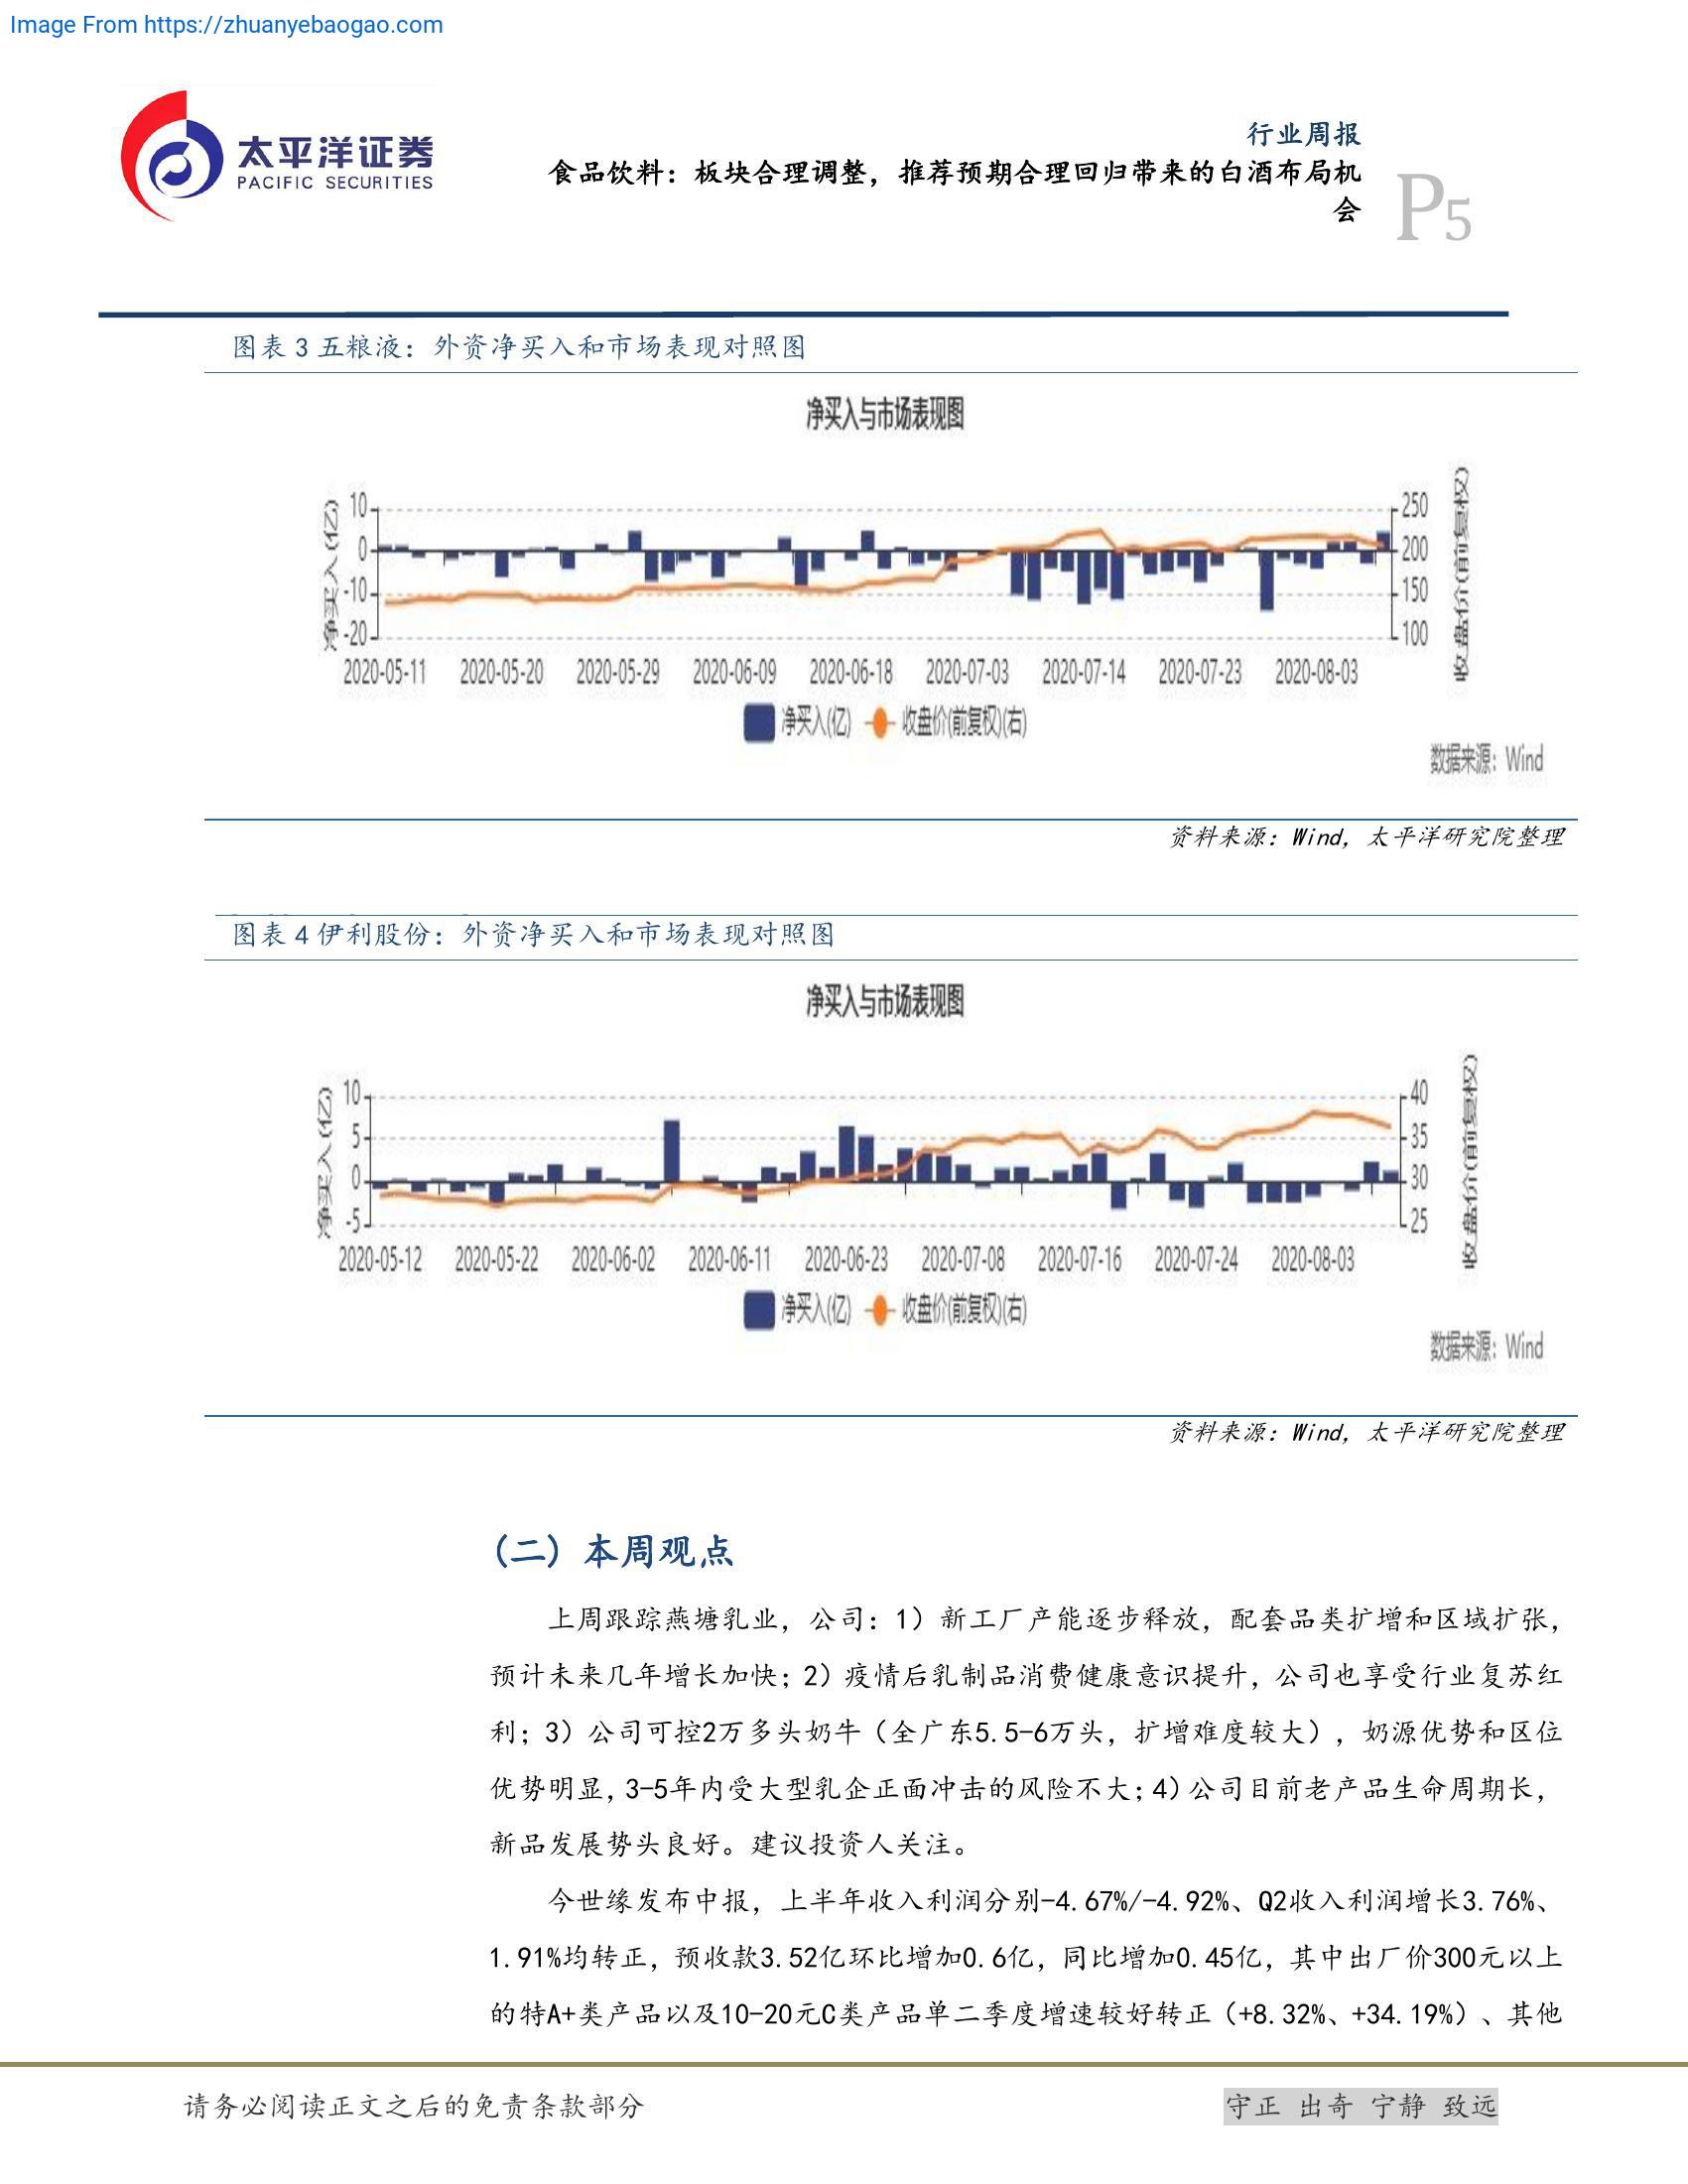 Image From https://zhuanyebaogao.com
太平洋证券
PACIFIC SECURITIES
行业周报
食品饮料：板块合理调整，推荐预期合理回归带来的白酒布局机
会
P5
图表 3 五粮液：外资净买入和市场表现对照图
净买入与市场表现图
净买入(亿)
10
0
-10
-20
250
200
150
100
收盘价(前复权)
2020-05-11 2020-05-20 2020-05-29 2020-06-09 2020-06-18 2020-07-03 2020-07-14 2020-07-23 2020-08-03
净买入(亿) 收盘价(前复权)(右)
数据来源：Wind
资料来源：Wind，太平洋研究院整理
图表 4 伊利股份：外资净买入和市场表现对照图
净买入与市场表现图
净买入(亿)
10
5
0
-5
40
35
30
25
收盘价(前复权)
2020-05-12 2020-05-22 2020-06-02 2020-06-11 2020-06-23 2020-07-08 2020-07-16 2020-07-24 2020-08-03
净买入(亿) 收盘价(前复权)(右)
数据来源：Wind
资料来源：Wind，太平洋研究院整理
(二) 本周观点
上周跟踪燕塘乳业，公司：1）新工厂产能逐步释放，配套品类扩增和区域扩张，
预计未来几年增长加快；2）疫情后乳制品消费健康意识提升，公司也享受行业复苏红
利；3）公司可控2万多头奶牛（全广东5.5-6万头，扩增难度较大），奶源优势和区位
优势明显，3-5年内受大型乳企正面冲击的风险不大；4）公司目前老产品生命周期长，
新品发展势头良好。建议投资人关注。
今世缘发布中报，上半年收入利润分别-4.67%/-4.92%、Q2收入利润增长3.76%、
1.91%均转正，预收款3.52亿环比增加0.6亿，同比增加0.45亿，其中出厂价300元以上
的特A+类产品以及10-20元C类产品单二季度增速较好转正（+8.32%、+34.19%）、其他
请务必阅读正文之后的免责条款部分
守正 出奇 宁静 致远